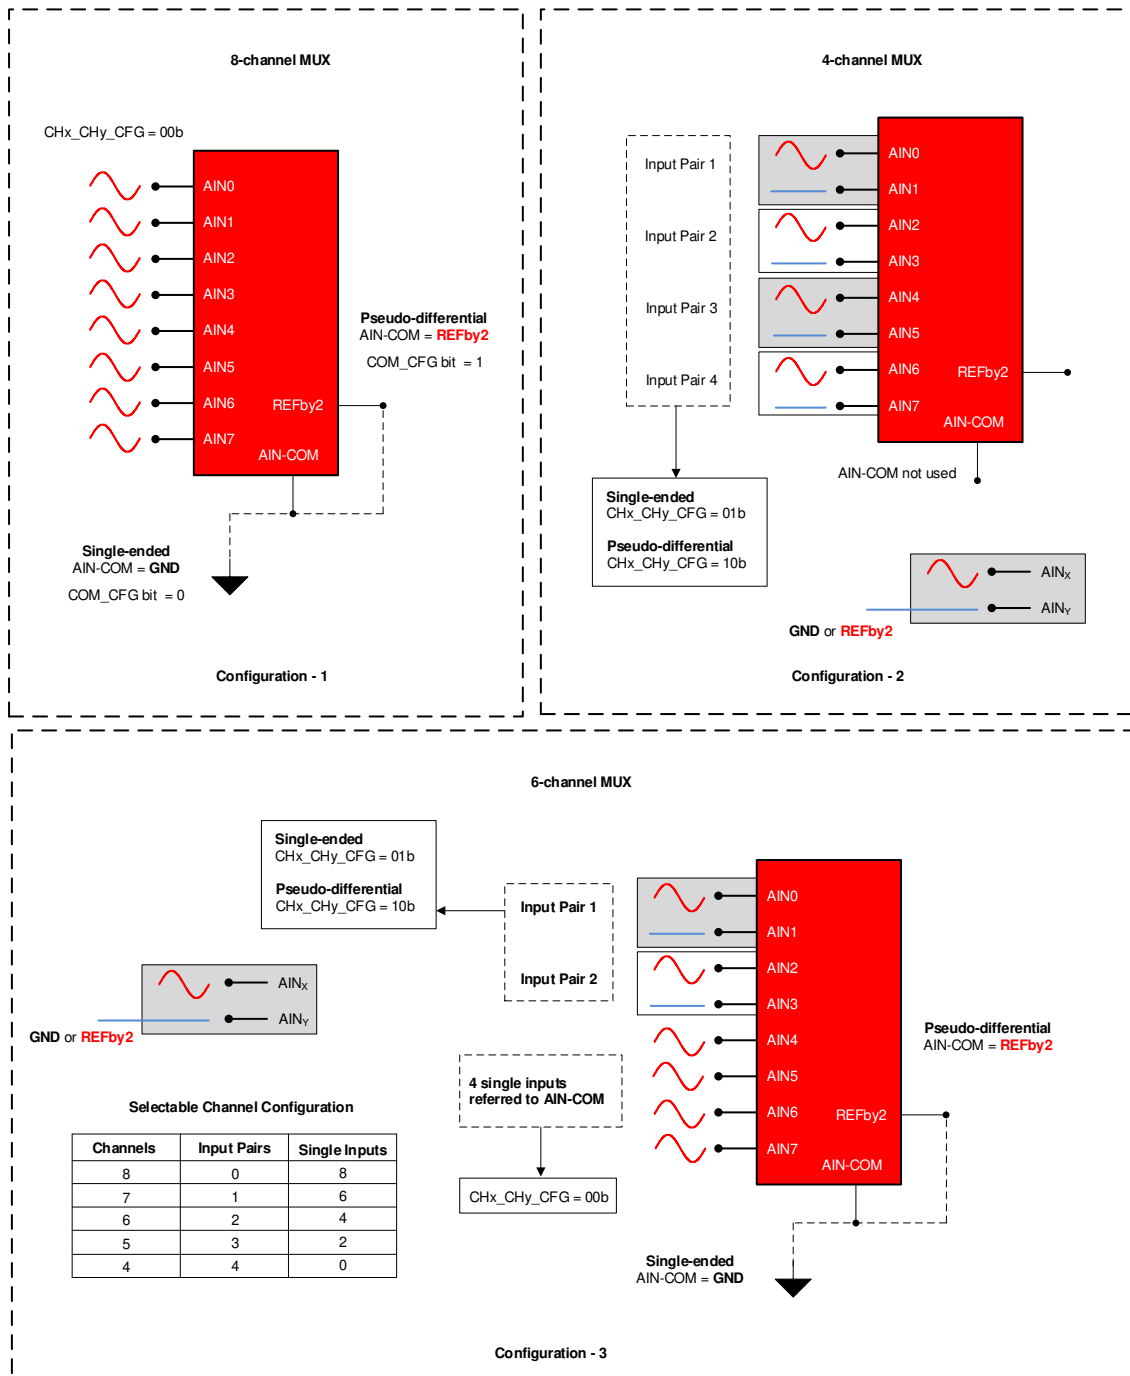 8-channel MUX
CHx_CHy_CFG = 00b
AIN0
AIN1
AIN2
AIN3
AIN4
AIN5
AIN6
AIN7
REFby2
AIN-COM
Pseudo-differential
AIN-COM = REFby2
COM_CFG bit = 1
Single-ended
AIN-COM = GND
COM_CFG bit = 0
Configuration - 1
4-channel MUX
Input Pair 1
Input Pair 2
Input Pair 3
Input Pair 4
AIN0
AIN1
AIN2
AIN3
AIN4
AIN5
AIN6
AIN7
REFby2
AIN-COM
AIN-COM not used
Single-ended
CHx_CHy_CFG = 01b
Pseudo-differential
CHx_CHy_CFG = 10b
AINX
AINY
GND or REFby2
Configuration - 2
6-channel MUX
Single-ended
CHx_CHy_CFG = 01b
Pseudo-differential
CHx_CHy_CFG = 10b
Input Pair 1
Input Pair 2
AINX
AINY
GND or REFby2
4 single inputs
referred to AIN-COM
CHx_CHy_CFG = 00b
AIN0
AIN1
AIN2
AIN3
AIN4
AIN5
AIN6
AIN7
REFby2
AIN-COM
Pseudo-differential
AIN-COM = REFby2
Single-ended
AIN-COM = GND
Selectable Channel Configuration
Channels Input Pairs Single Inputs
8 0 8
7 1 6
6 2 4
5 3 2
4 4 0
Configuration - 3